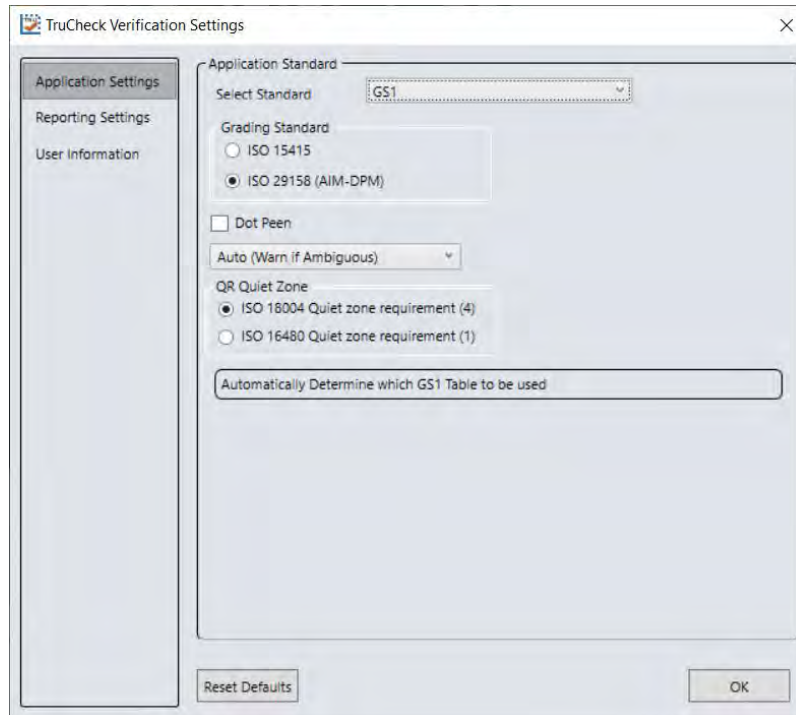 TruCheck Verification Settings
Application Settings
Reporting Settings
User Information
Application Standard
Select Standard GS1
Grading Standard
ISO 15415
ISO 29158 (AIM-DPM)
Dot Peen
Auto (Warn if Ambiguous)
QR Quiet Zone
ISO 18004 Quiet zone requirement (4)
ISO 16480 Quiet zone requirement (1)
Automatically Determine which GS1 Table to be used
Reset Defaults
OK